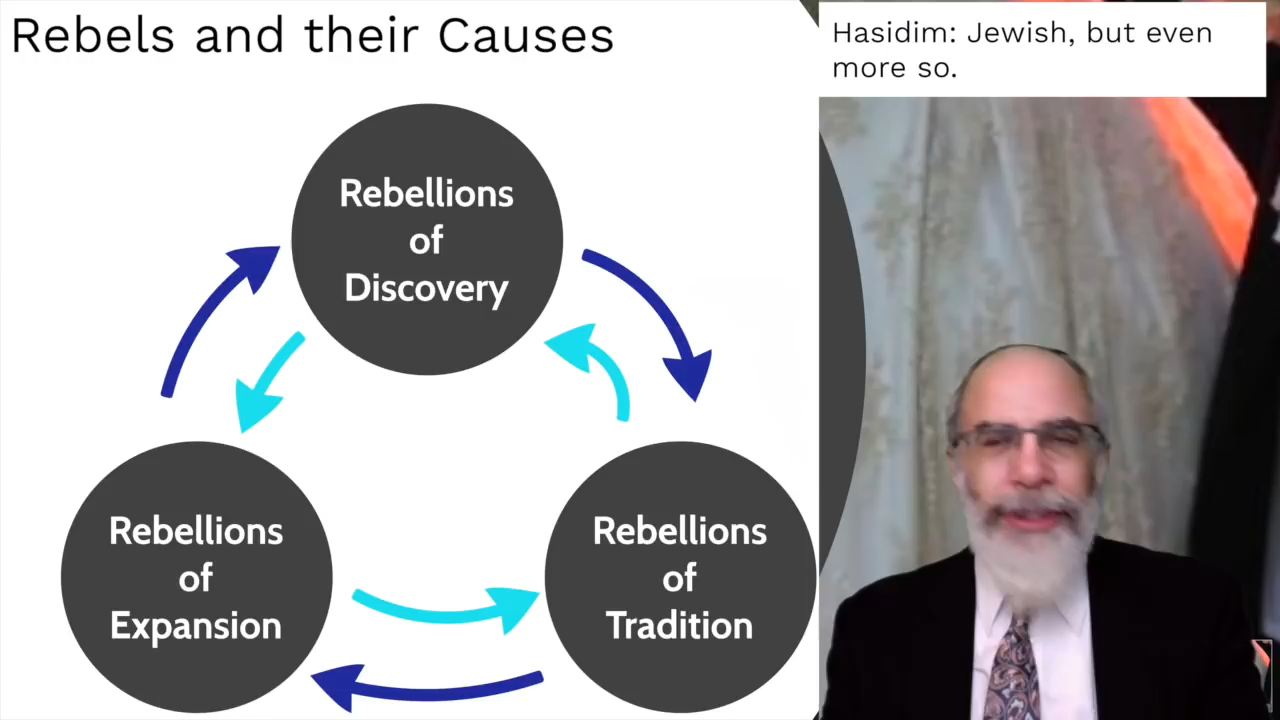 Rebels and their Causes
Hasidim: Jewish, but even
more so.
Rebellions
of
Discovery
Rebellions
of
Expansion
Rebellions
of
Tradition